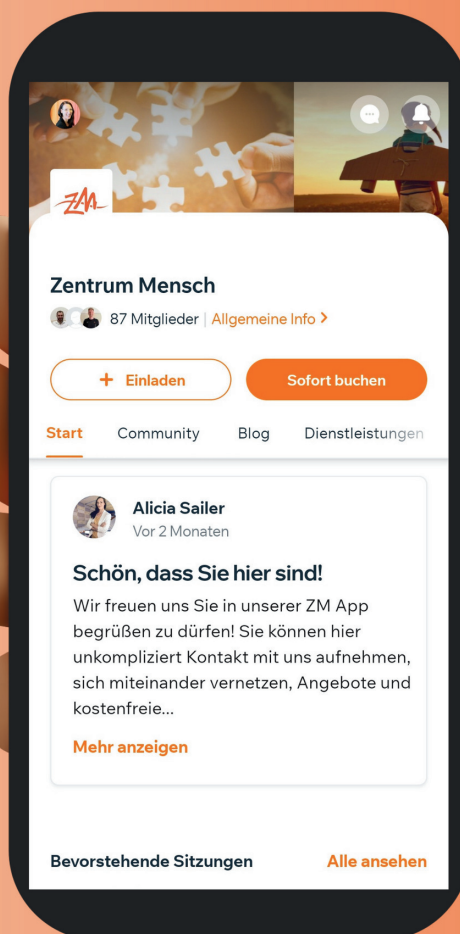 ZM
Zentrum Mensch
87 Mitglieder | Allgemeine Info >
+ Einladen
Sofort buchen
Start Community Blog Dienstleistungen
Alicia Sailer
Vor 2 Monaten
Schön, dass Sie hier sind!
Wir freuen uns Sie in unserer ZM App
begrüßen zu dürfen! Sie können hier
unkompliziert Kontakt mit uns aufnehmen,
sich miteinander vernetzen, Angebote und
kostenfreie...
Mehr anzeigen
Bevorstehende Sitzungen
Alle ansehen